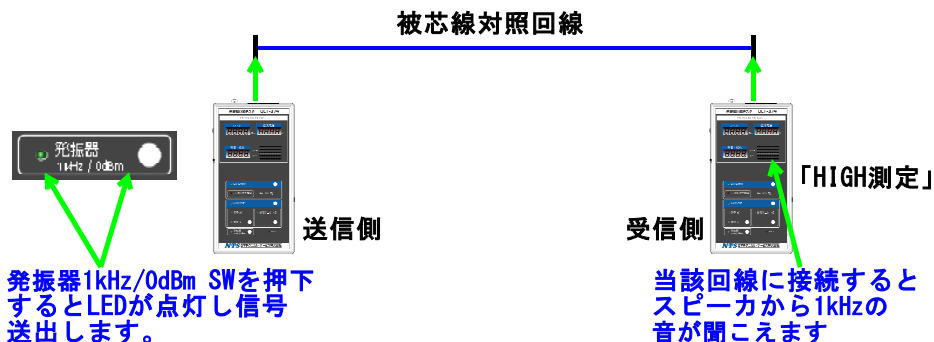 被芯線対照回線
発振器
1kHz / 0dBm
「HIGH測定」
送信側
受信側
NTS
NTS
発振器1kHz/0dBm SWを押下
するとLEDが点灯し信号
送出します。
当該回線に接続すると
スピーカから1kHzの
音が聞こえます